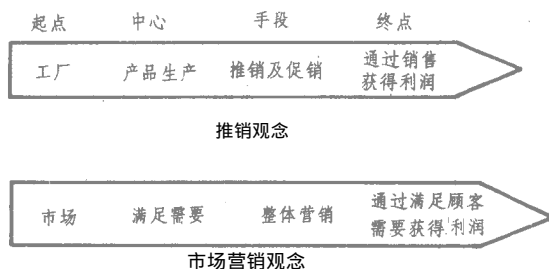 起点 中心 手段 终点
工厂 产品生产 推销及促销 通过销售
获得利润
推销观念
市场 满足需要 整体营销 通过满足顾客
需要获得利润
市场营销观念